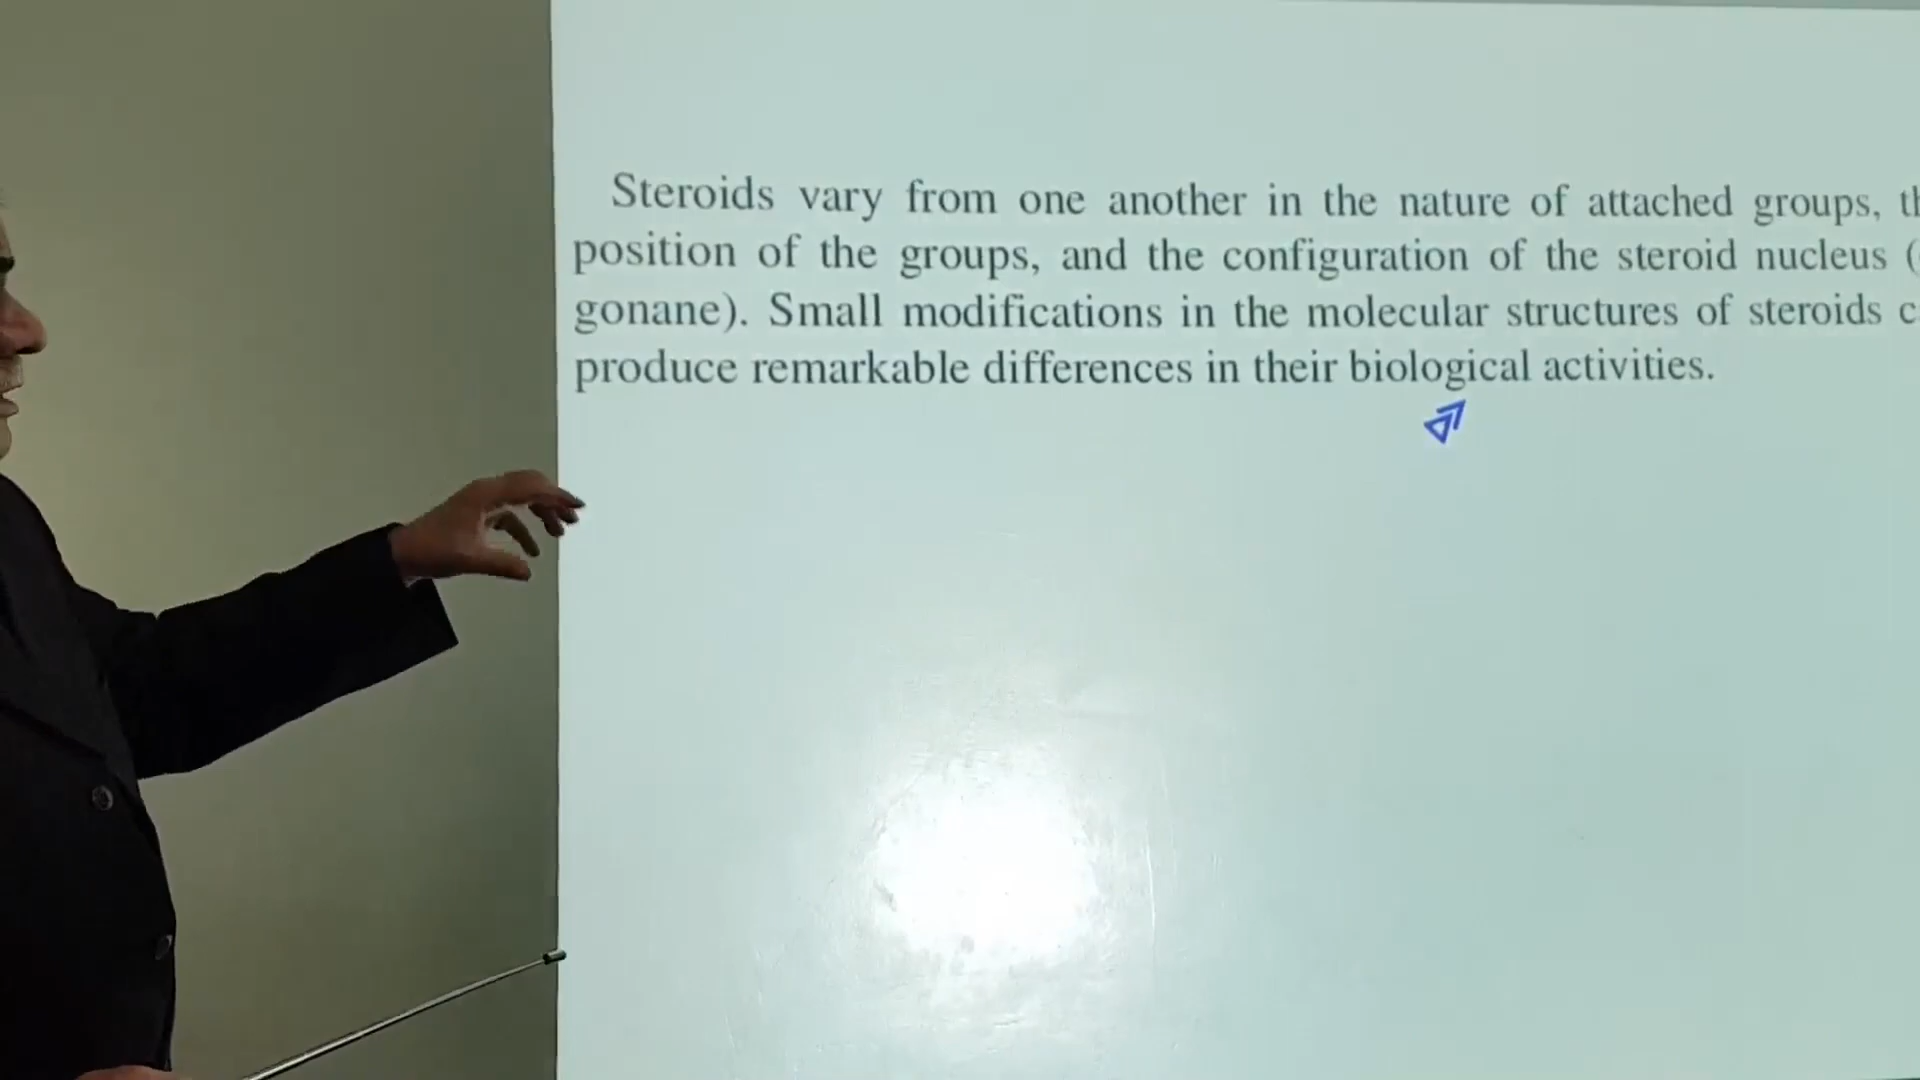 Steroids vary from one another in the nature of attached groups,
position of the groups, and the configuration of the steroid nucleus (
gonane). Small modifications in the molecular structures of steroids
produce remarkable differences in their biological activities.